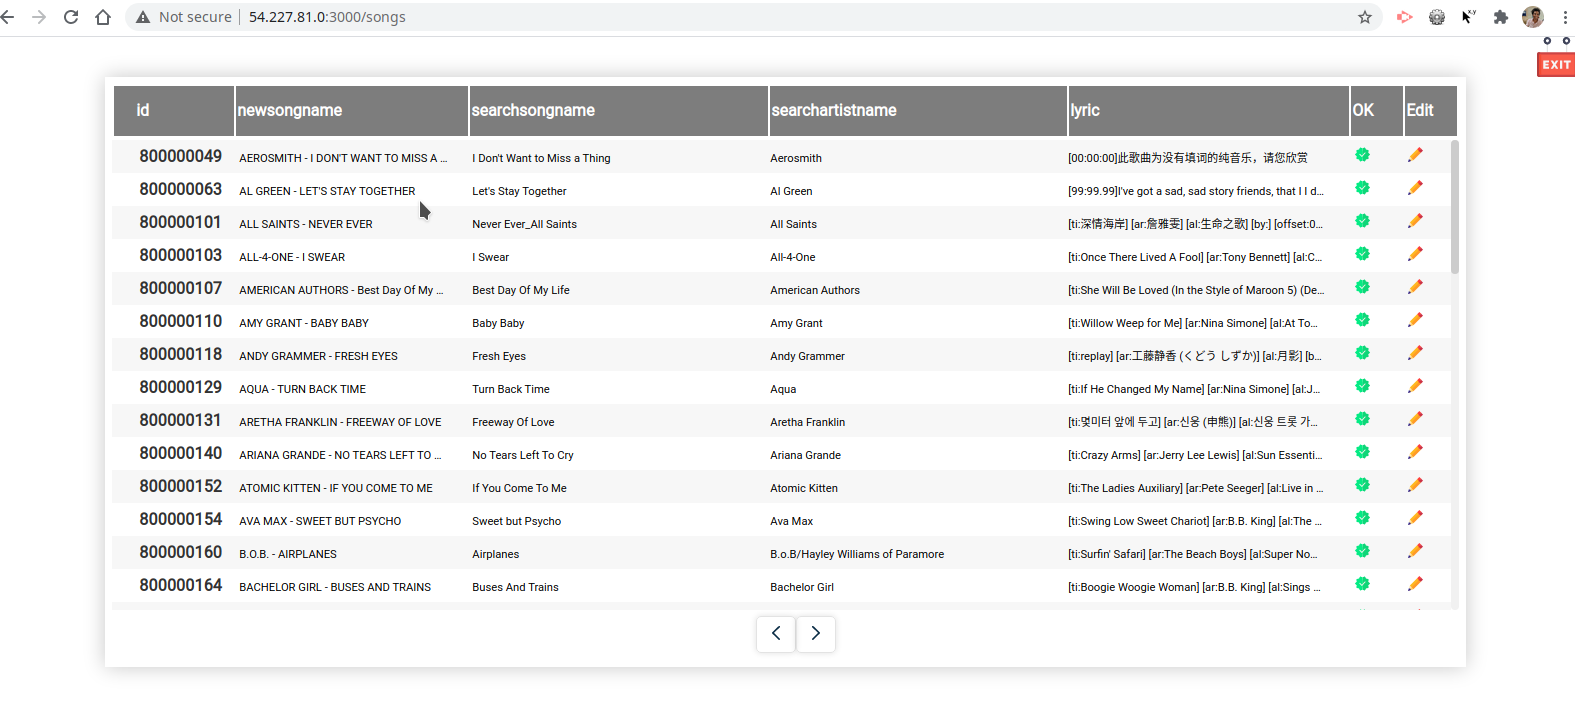 Not secure | 54.227.81.0:3000/songs
x,y
EXIT
id newsongname searchsongname searchartistname lyric OK Edit
800000049 AEROSMITH - I DON'T WANT TO MISS A ... I Don't Want to Miss a Thing Aerosmith [00:00:00]此歌曲为没有填词的纯音乐，请您欣赏
800000063 AL GREEN - LET'S STAY TOGETHER Let's Stay Together Al Green [99:99.99]I've got a sad, sad story friends, that I I d...
800000101 ALL SAINTS - NEVER EVER Never Ever_All Saints All Saints [ti:深情海岸] [ar:詹雅雯] [al:生命之歌] [by:] [offset:0...
800000103 ALL-4-ONE - I SWEAR I Swear All-4-One [ti:Once There Lived A Fool] [ar:Tony Bennett] [al:C...
800000107 AMERICAN AUTHORS - Best Day Of My ... Best Day Of My Life American Authors [ti:She Will Be Loved (In the Style of Maroon 5) (De...
800000110 AMY GRANT - BABY BABY Baby Baby Amy Grant [ti:Willow Weep for Me] [ar:Nina Simone] [al:At To...
800000118 ANDY GRAMMER - FRESH EYES Fresh Eyes Andy Grammer [ti:replay] [ar:工藤静香 (くどう しずか)] [al:月影] [b...
800000129 AQUA - TURN BACK TIME Turn Back Time Aqua [ti:If He Changed My Name] [ar:Nina Simone] [al:J...
800000131 ARETHA FRANKLIN - FREEWAY OF LOVE Freeway Of Love Aretha Franklin [ti:몇미터 앞에 두고] [ar:신웅 (申熊)] [al:신웅 트롯 가...
800000140 ARIANA GRANDE - NO TEARS LEFT TO ... No Tears Left To Cry Ariana Grande [ti:Crazy Arms] [ar:Jerry Lee Lewis] [al:Sun Essenti...
800000152 ATOMIC KITTEN - IF YOU COME TO ME If You Come To Me Atomic Kitten [ti:The Ladies Auxiliary] [ar:Pete Seeger] [al:Live in ...
800000154 AVA MAX - SWEET BUT PSYCHO Sweet but Psycho Ava Max [ti:Swing Low Sweet Chariot] [ar:B.B. King] [al:The ...
800000160 B.O.B. - AIRPLANES Airplanes B.o.B/Hayley Williams of Paramore [ti:Surfin' Safari] [ar:The Beach Boys] [al:Super No...
800000164 BACHELOR GIRL - BUSES AND TRAINS Buses And Trains Bachelor Girl [ti:Boogie Woogie Woman] [ar:B.B. King] [al:Sings ...